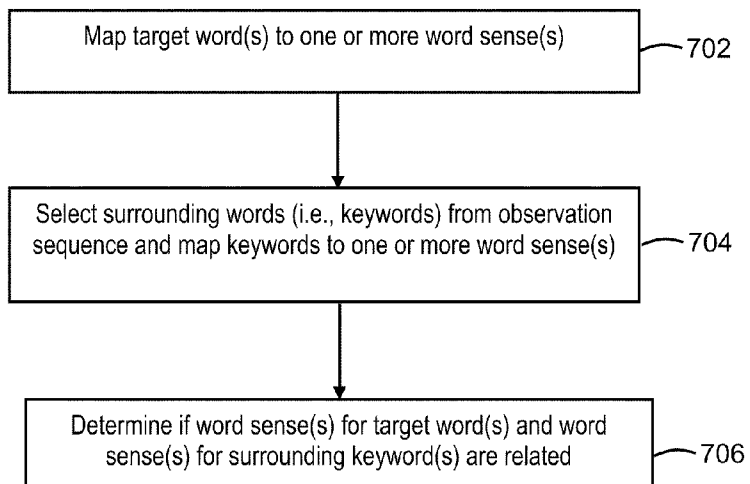 Map target word(s) to one or more word sense(s)
702
Select surrounding words (i.e., keywords) from observation
sequence and map keywords to one or more word sense(s)
704
Determine if word sense(s) for target word(s) and word
sense(s) for surrounding keyword(s) are related
706